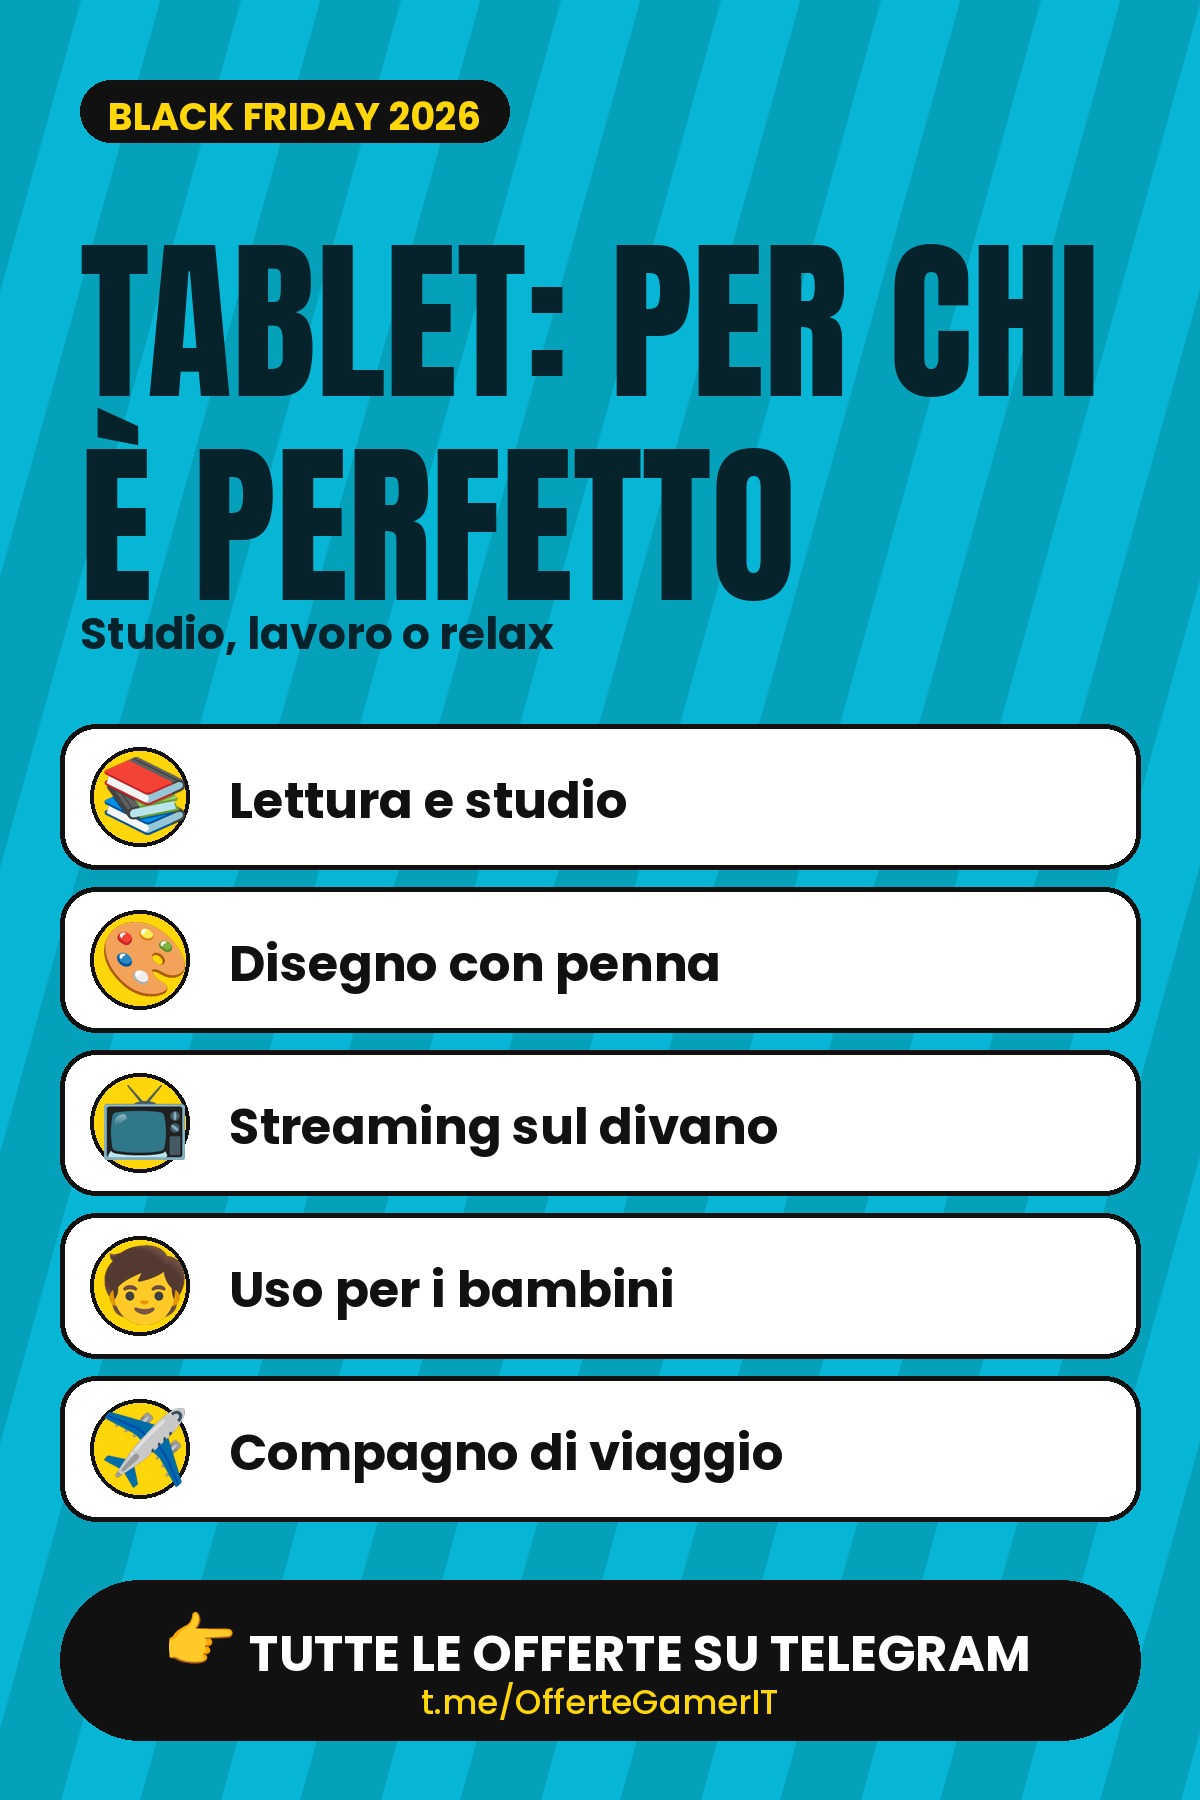 BLACK FRIDAY 2026
TABLET: PER CHI
È PERFETTO
Studio, lavoro o relax
Lettura e studio
Disegno con penna
Streaming sul divano
Uso per i bambini
Compagno di viaggio
👉 TUTTE LE OFFERTE SU TELEGRAM
t.me/OfferteGamerIT